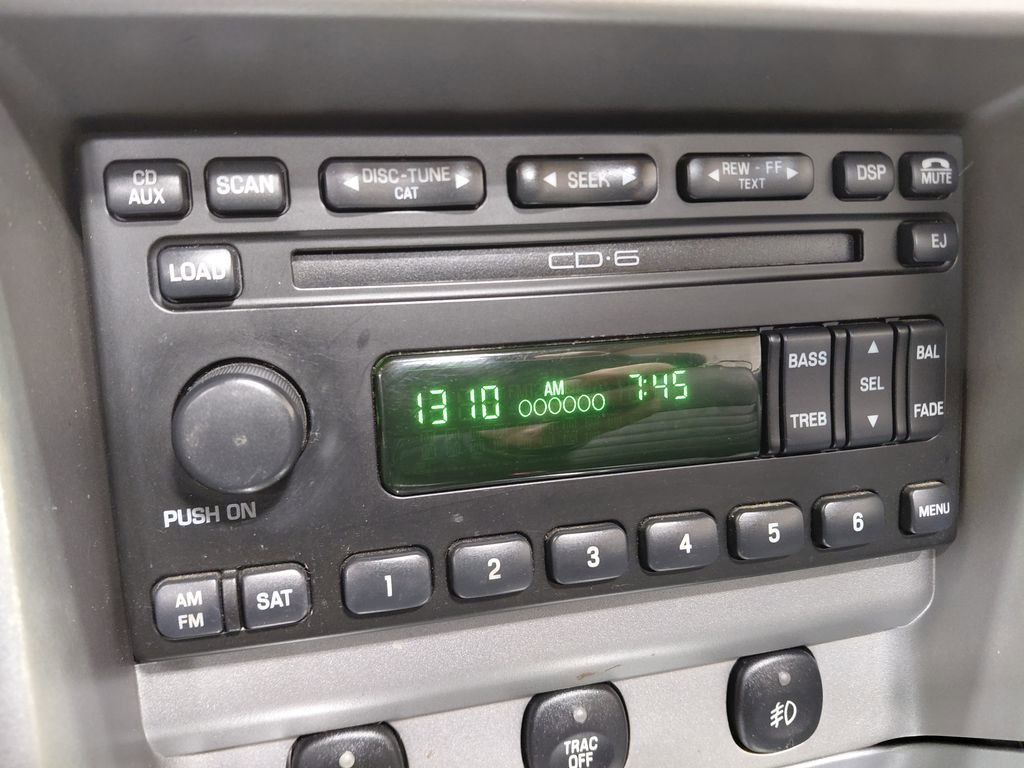 CD
AUX
SCAN
DISC-TUNE
CAT
SEEK
REW - FF
TEXT
DSP
MUTE
LOAD
CD·6
EJ
1310
AM
7:45
BASS
TREB
SEL
BAL
FADE
PUSH ON
AM
FM
SAT
1
2
3
4
5
6
MENU
TRAC
OFF